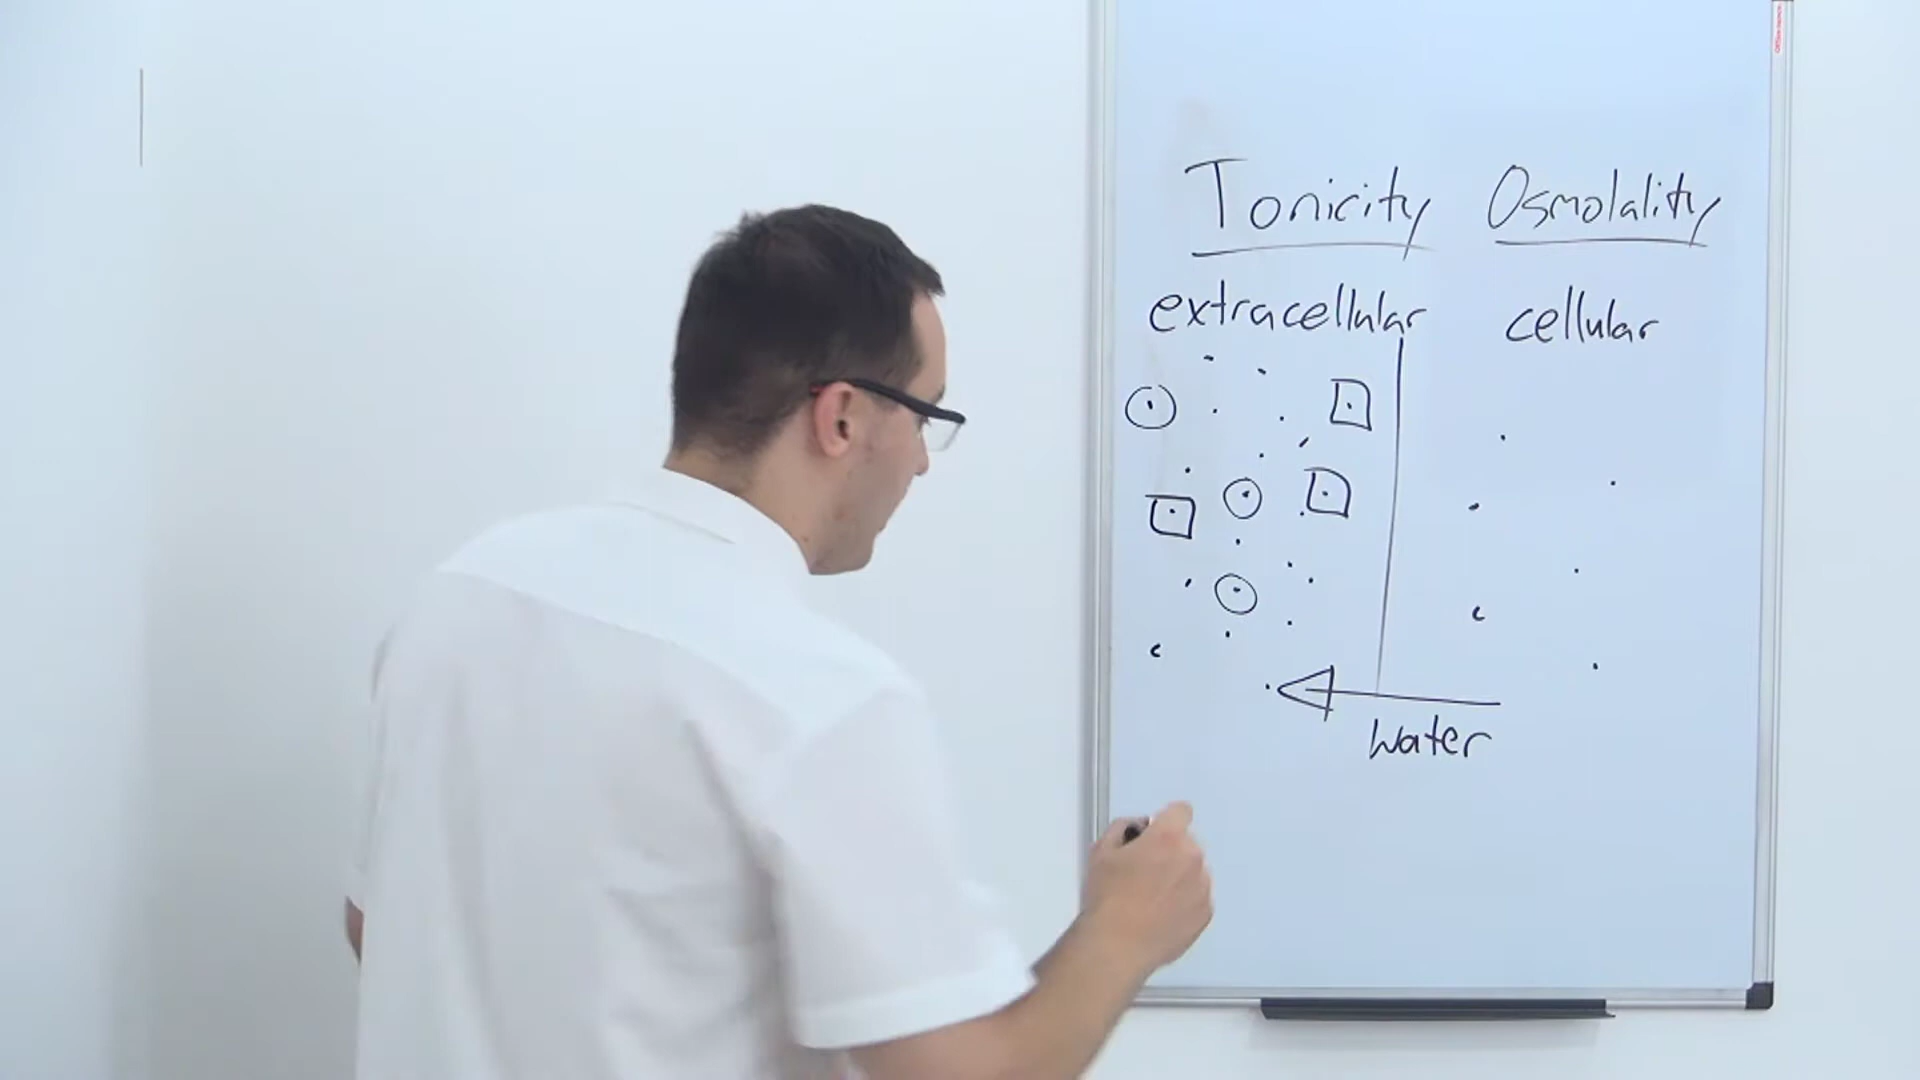 Tonicity Osmolality
extracellular cellular
water